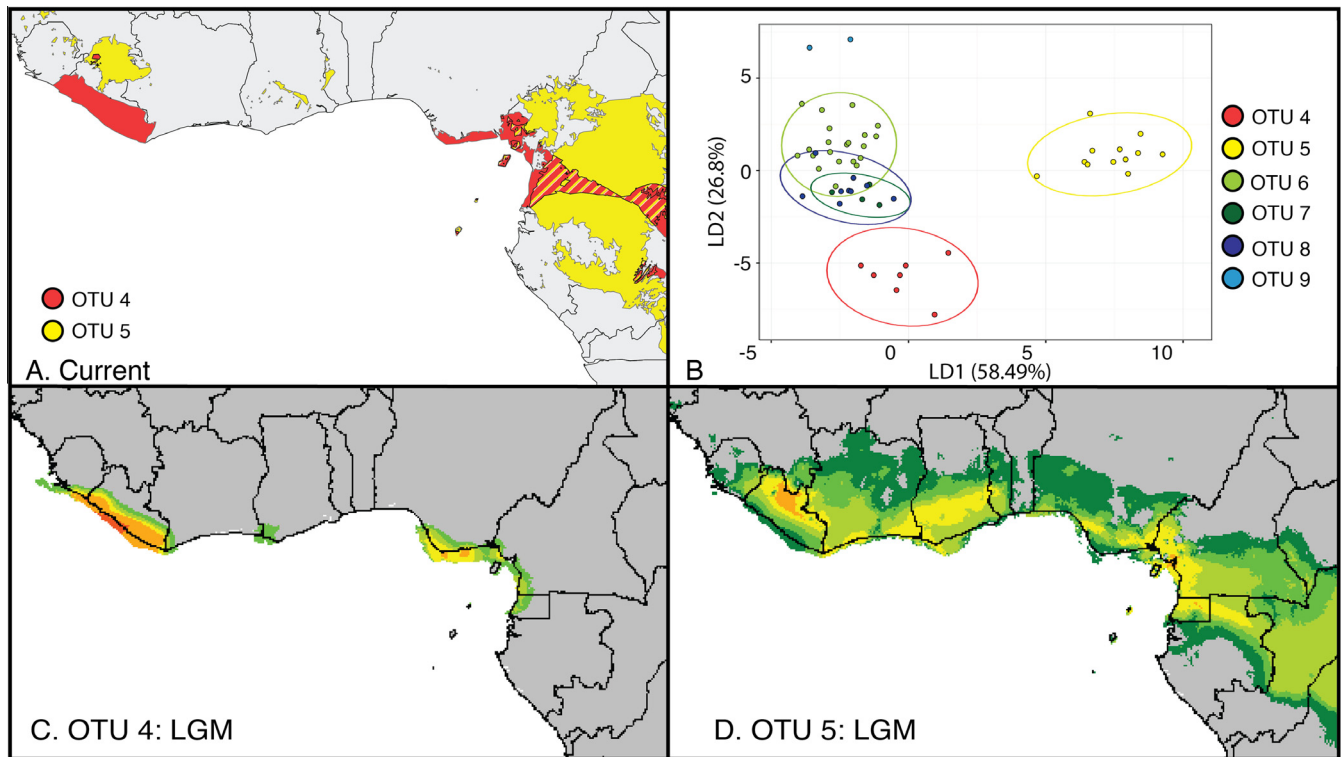 OTU 4
OTU 5
A. Current
5
0
-5
LD2 (26.8%)
-5
0
5
10
LD1 (58.49%)
B
OTU 4
OTU 5
OTU 6
OTU 7
OTU 8
OTU 9
C. OTU 4: LGM
D. OTU 5: LGM